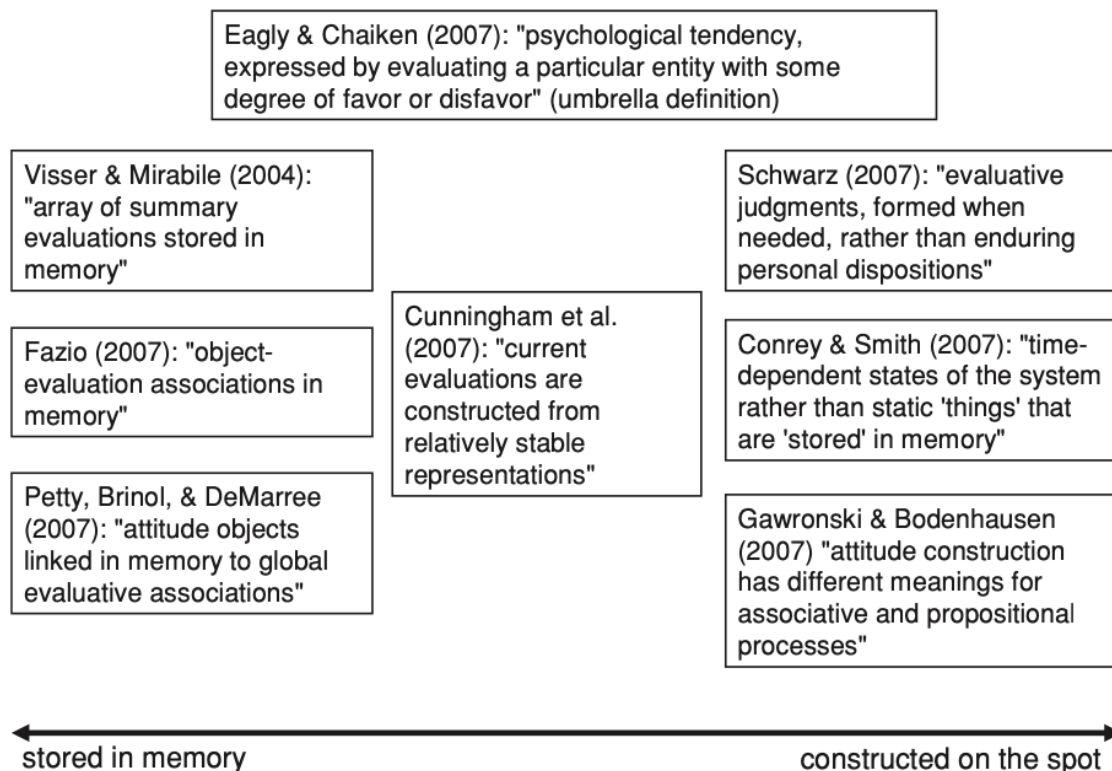 Eagly & Chaiken (2007): "psychological tendency,
expressed by evaluating a particular entity with some
degree of favor or disfavor" (umbrella definition)
Visser & Mirabile (2004):
"array of summary
evaluations stored in
memory"
Fazio (2007): "object-
evaluation associations in
memory"
Petty, Brinol, & DeMarree
(2007): "attitude objects
linked in memory to global
evaluative associations"
Cunningham et al.
(2007): "current
evaluations are
constructed from
relatively stable
representations"
Schwarz (2007): "evaluative
judgments, formed when
needed, rather than enduring
personal dispositions"
Conrey & Smith (2007): "time-
dependent states of the system
rather than static 'things' that
are 'stored' in memory"
Gawronski & Bodenhausen
(2007) "attitude construction
has different meanings for
associative and propositional
processes"
stored in memory
constructed on the spot